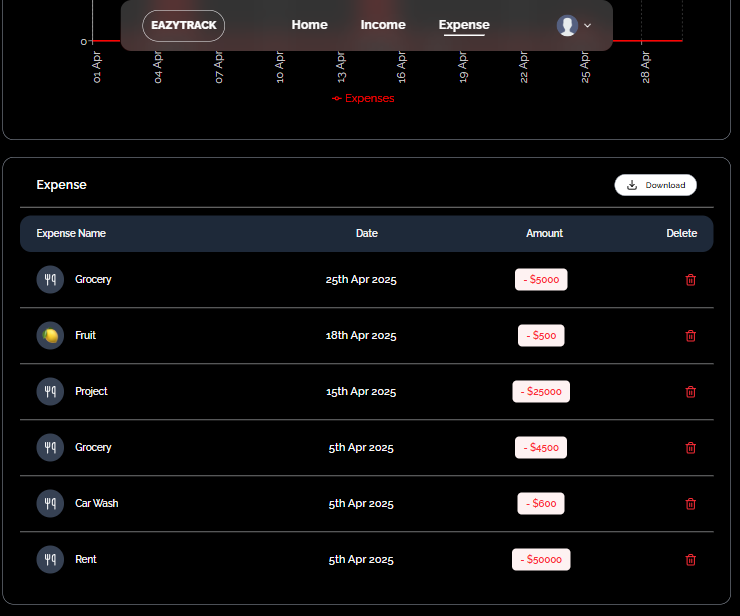 EAZYTRACK Home Income Expense
0
01 Apr 04 Apr 07 Apr 10 Apr 13 Apr 16 Apr 19 Apr 22 Apr 25 Apr 28 Apr
Expenses
Expense Download
Expense Name Date Amount Delete
Grocery 25th Apr 2025 - $5000
Fruit 18th Apr 2025 - $500
Project 15th Apr 2025 - $25000
Grocery 5th Apr 2025 - $4500
Car Wash 5th Apr 2025 - $600
Rent 5th Apr 2025 - $50000